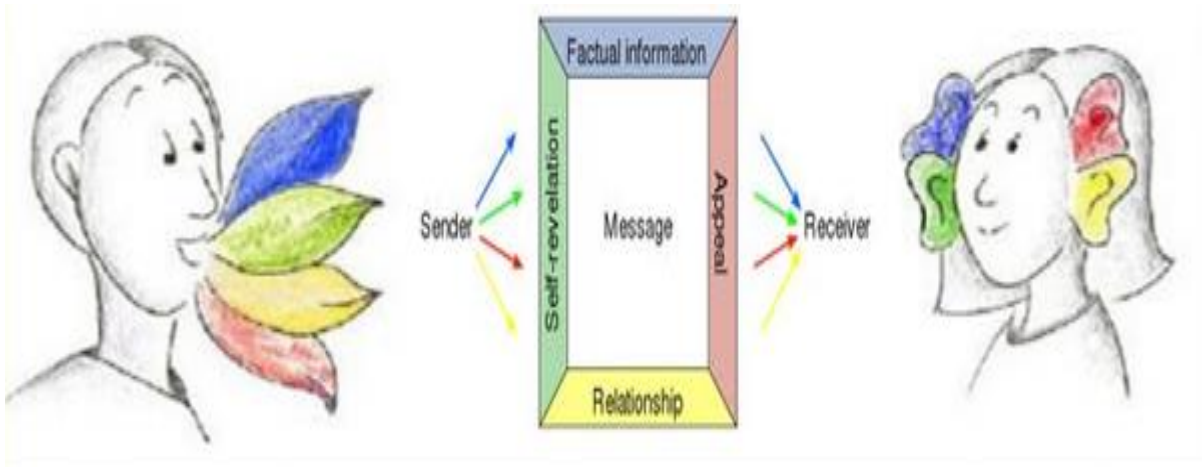 Factual information
Self-revelation
Sender
Message
Appeal
Receiver
Relationship